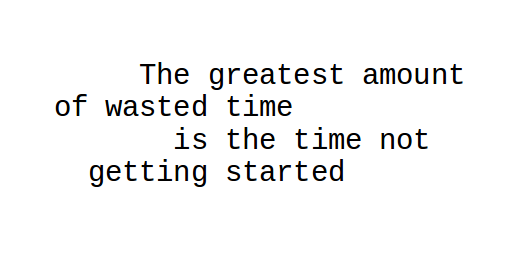 The greatest amount
of wasted time
is the time not
getting started